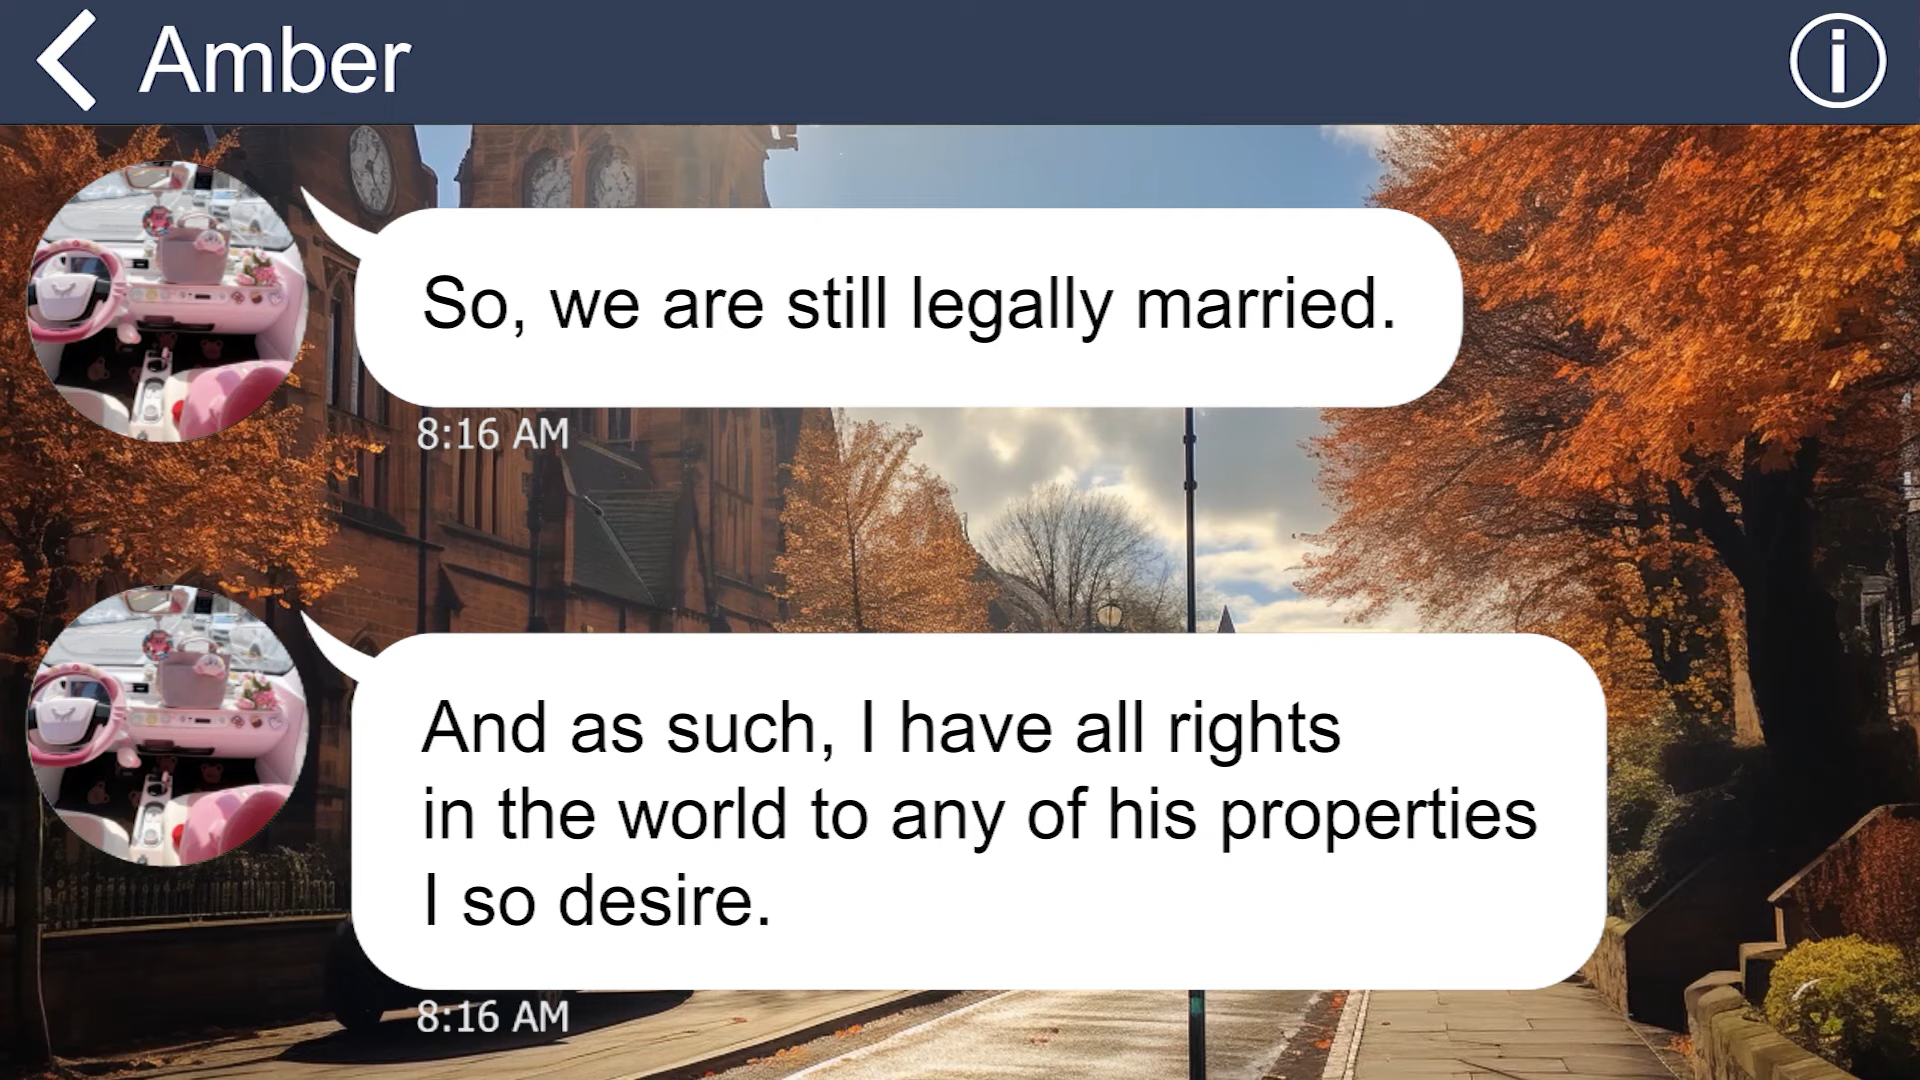 Amber
So, we are still legally married.
8:16 AM
And as such, I have all rights
in the world to any of his properties
I so desire.
8:16 AM